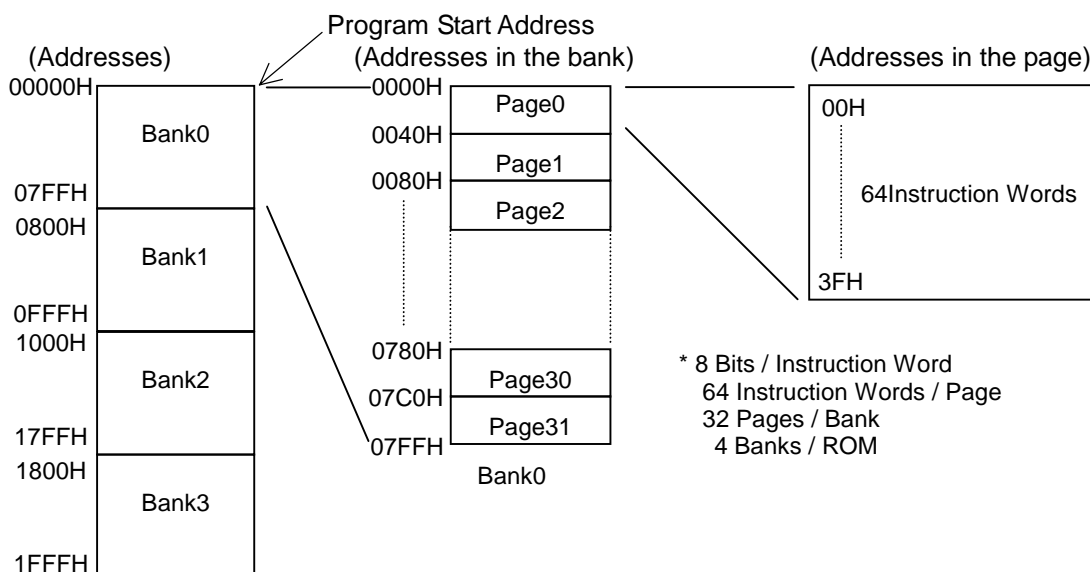 Program Start Address
(Addresses)
(Addresses in the bank)
(Addresses in the page)
00000H
Bank0
07FFH
0800H
Bank1
0FFFH
1000H
Bank2
17FFH
1800H
Bank3
1FFFH
0000H
Page0
0040H
Page1
0080H
Page2
0780H
Page30
07C0H
Page31
07FFH
Bank0
00H
64Instruction Words
3FH
* 8 Bits / Instruction Word
64 Instruction Words / Page
32 Pages / Bank
4 Banks / ROM